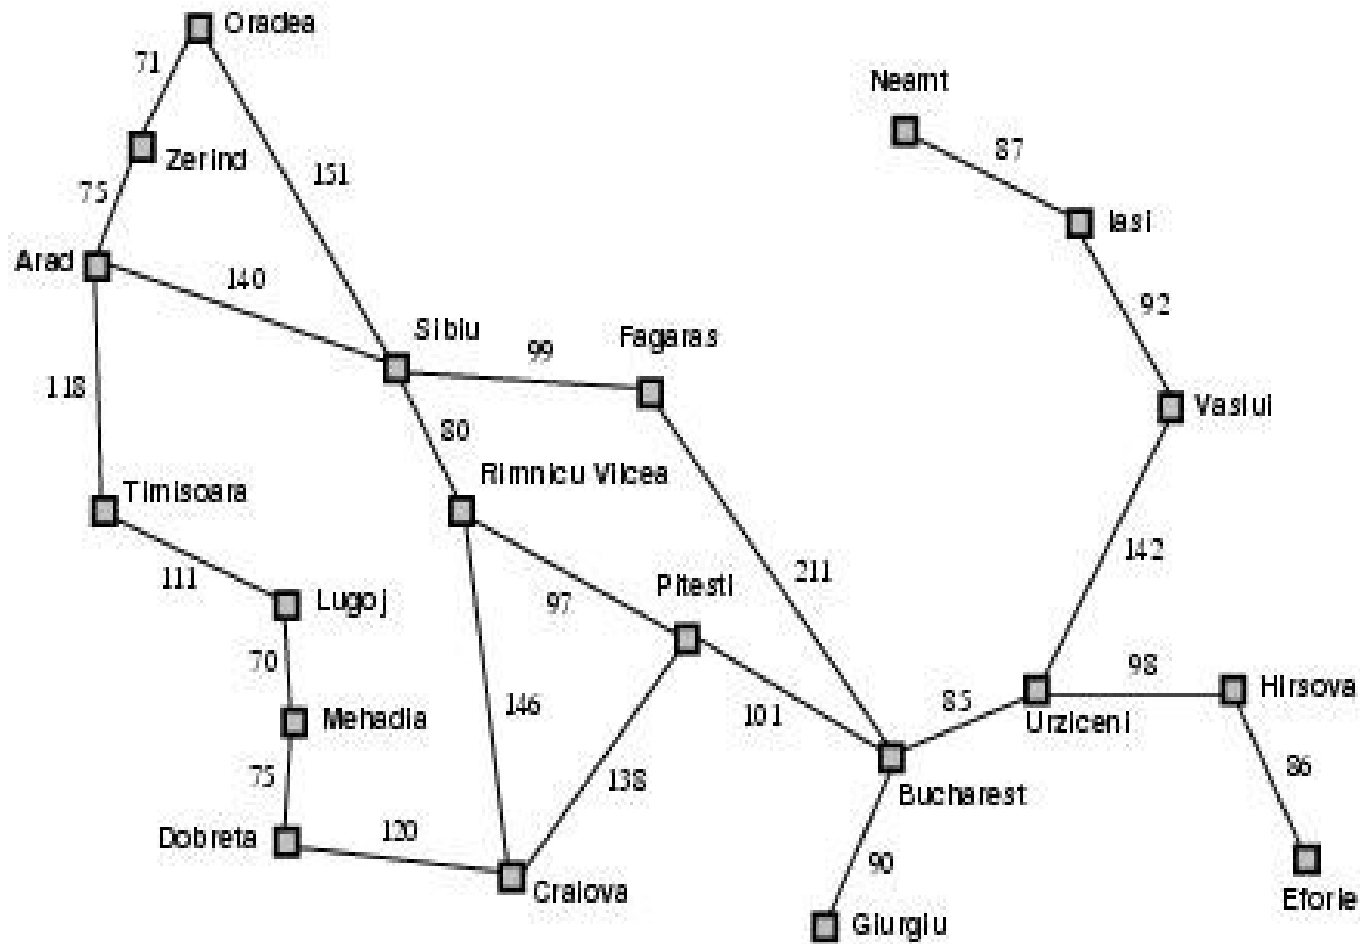 Oradea
71
Neamt
87
Zerind
151
75
Iasi
Arad
140
92
Sibiu
99
Fagaras
118
80
Vaslui
Rimnicu Vilcea
Timisoara
142
111
97
Pitesti
211
Lugoj
70
146
101
85
98
Hirsova
Mehadia
Urziceni
75
138
86
Bucharest
Dobreta
120
90
Craiova
Eforie
Giurgiu